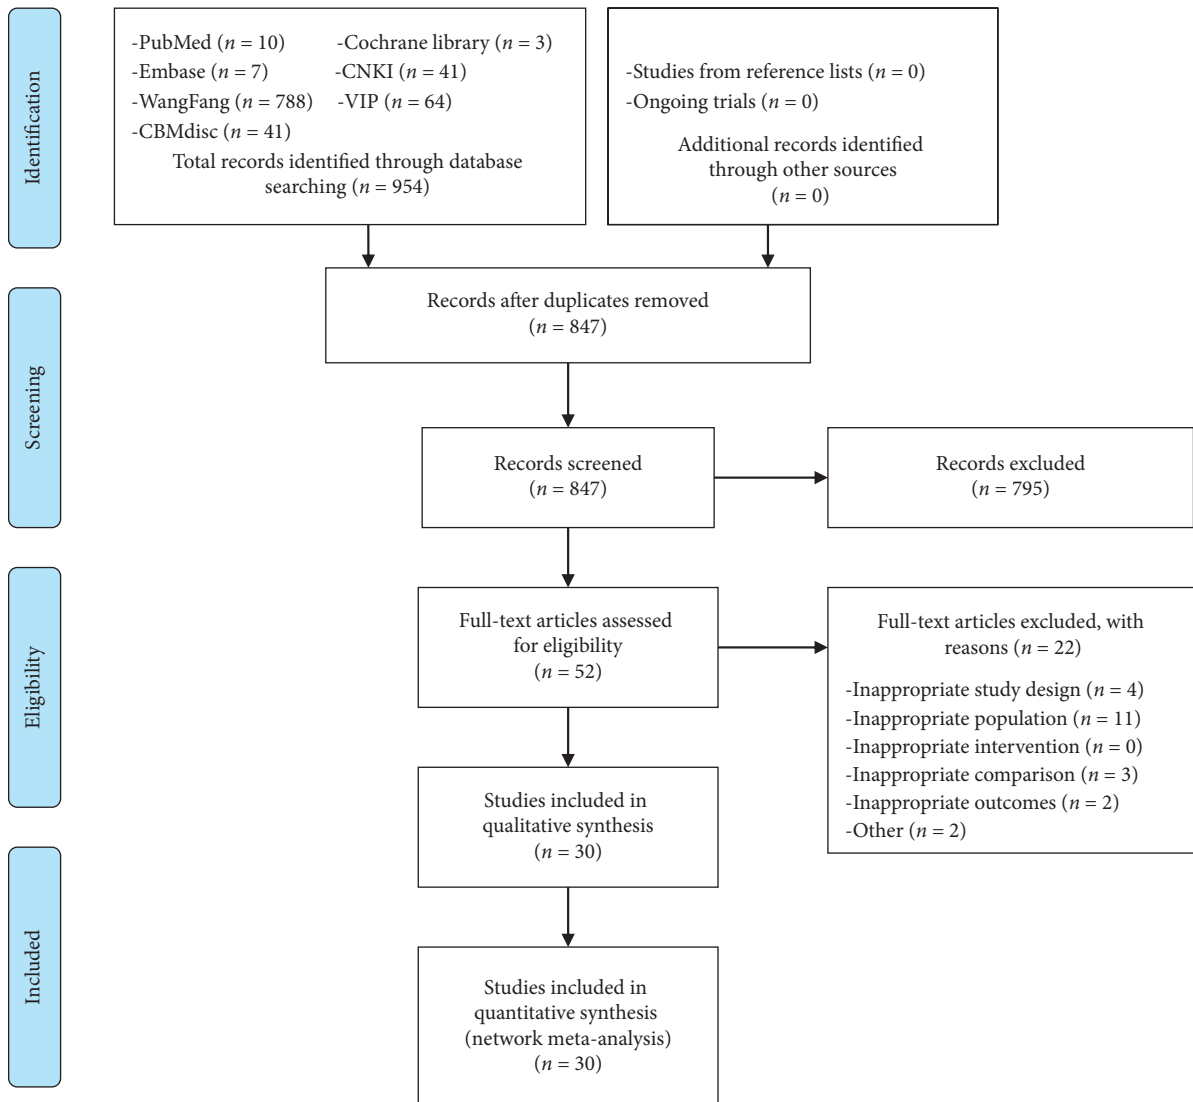 Identification
-PubMed (n = 10)
-Cochrane library (n = 3)
-Embase (n = 7)
-CNKI (n = 41)
-WangFang (n = 788)
-VIP (n = 64)
-CBMdisc (n = 41)
Total records identified through database
searching (n = 954)
-Studies from reference lists (n = 0)
-Ongoing trials (n = 0)
Additional records identified
through other sources
(n = 0)
Screening
Records after duplicates removed
(n = 847)
Records screened
(n = 847)
Records excluded
(n = 795)
Eligibility
Full-text articles assessed
for eligibility
(n = 52)
Full-text articles excluded, with
reasons (n = 22)
-Inappropriate study design (n = 4)
-Inappropriate population (n = 11)
-Inappropriate intervention (n = 0)
-Inappropriate comparison (n = 3)
-Inappropriate outcomes (n = 2)
-Other (n = 2)
Studies included in
qualitative synthesis
(n = 30)
Included
Studies included in
quantitative synthesis
(network meta-analysis)
(n = 30)